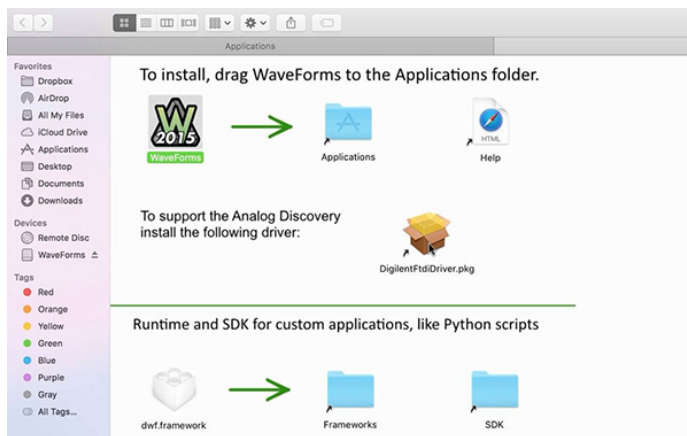 Applications
Favorites
Dropbox
AirDrop
All My Files
iCloud Drive
Applications
Desktop
Documents
Downloads
Devices
Remote Disc
WaveForms
Tags
Red
Orange
Yellow
Green
Blue
Purple
Gray
All Tags...
To install, drag WaveForms to the Applications folder.
W
2015
WaveForms
Applications
HTML
Help
To support the Analog Discovery
install the following driver:
DigilentFtdiDriver.pkg
Runtime and SDK for custom applications, like Python scripts
dwf.framework
Frameworks
SDK